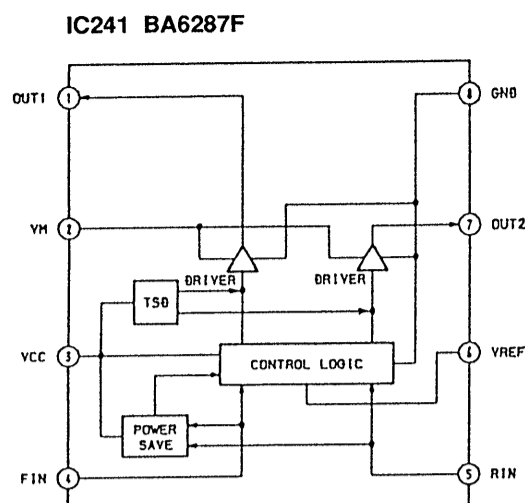 IC241 BA6287F
OUT1 1
8 GND
VM 2
7 OUT2
DRIVER
DRIVER
TSD
VCC 3
CONTROL LOGIC
6 VREF
POWER
SAVE
FIN 4
5 RIN